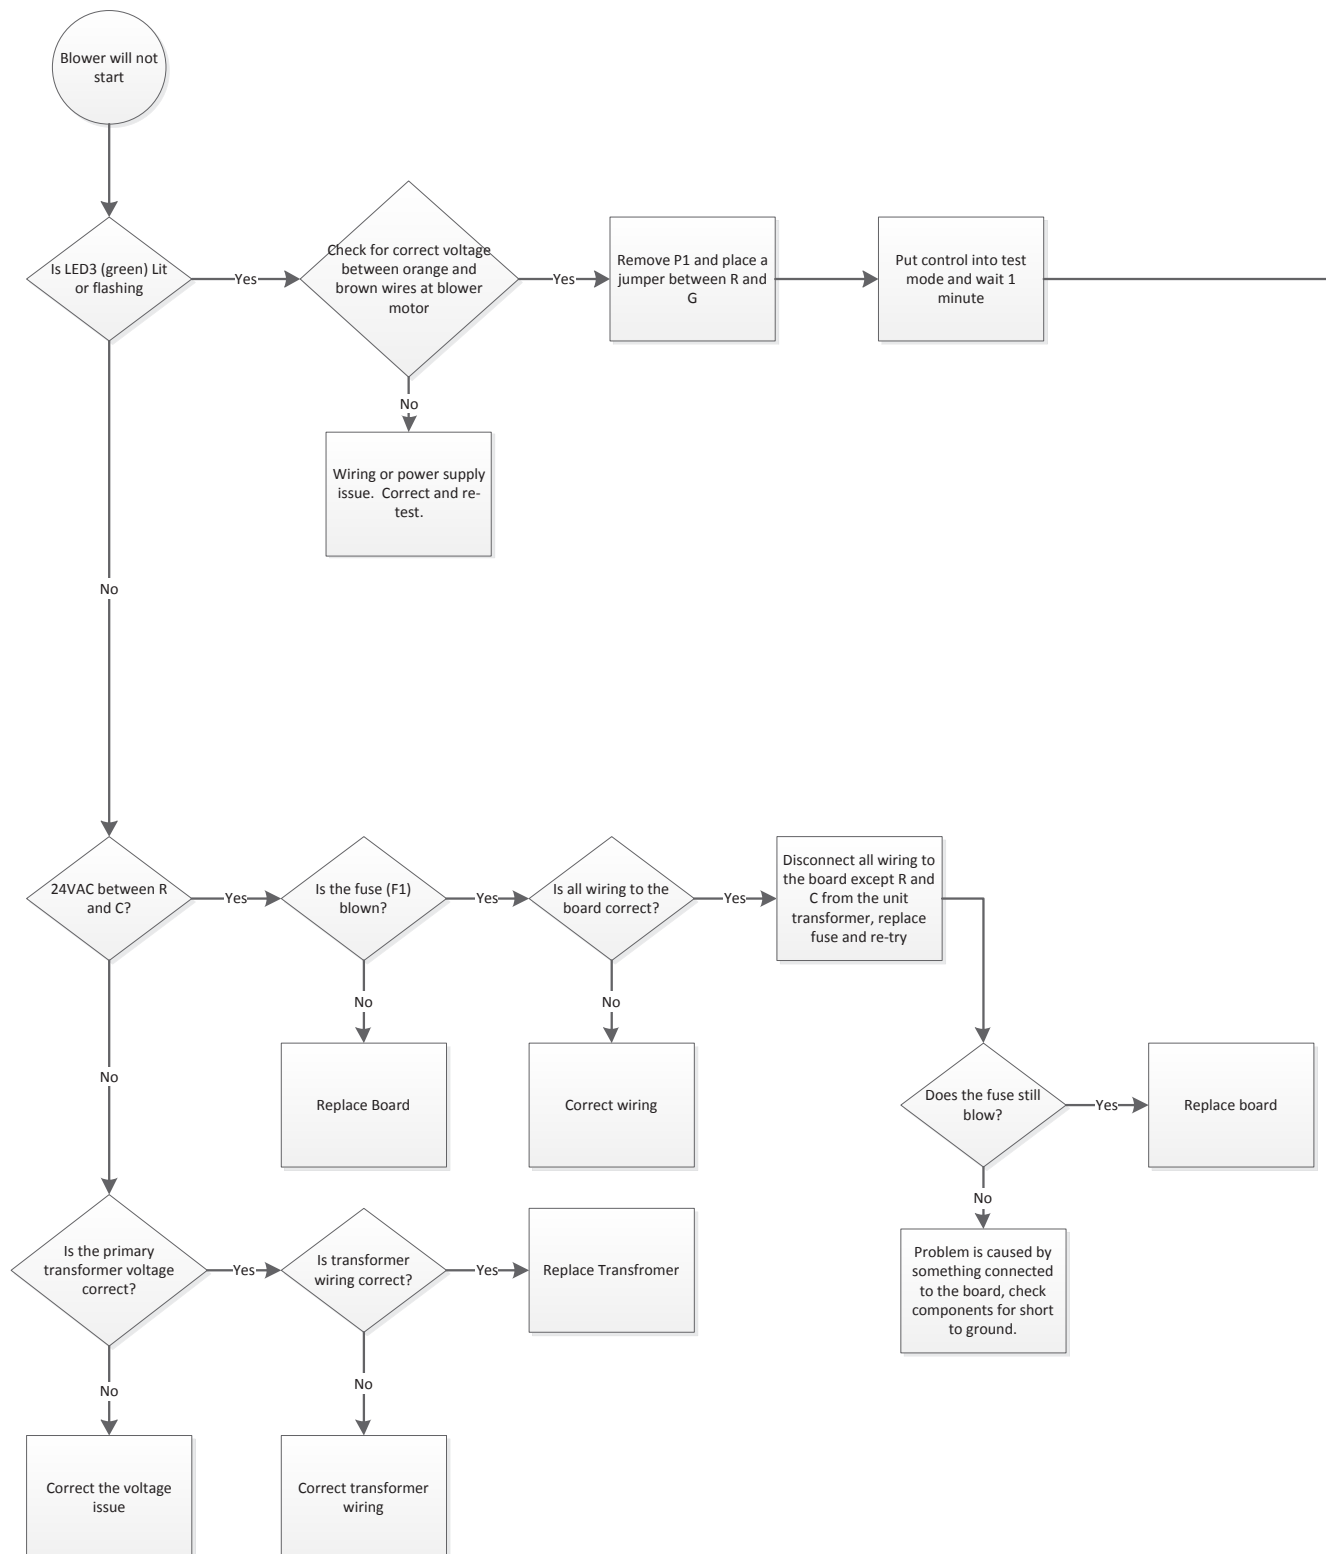 Blower will not
start
Is LED3 (green) Lit
or flashing
Yes
Check for correct voltage
between orange and
brown wires at blower
motor
Yes
Remove P1 and place a
jumper between R and
G
Put control into test
mode and wait 1
minute
No
Wiring or power supply
issue.  Correct and re-
test.
No
24VAC between R
and C?
Yes
Is the fuse (F1)
blown?
Yes
Is all wiring to the
board correct?
Yes
Disconnect all wiring to
the board except R and
C from the unit
transformer, replace
fuse and re-try
No
No
No
Replace Board
Correct wiring
Does the fuse still
blow?
Yes
Replace board
No
Is the primary
transformer voltage
correct?
Yes
Is transformer
wiring correct?
Yes
Replace Transfromer
Problem is caused by
something connected
to the board, check
components for short
to ground.
No
No
Correct the voltage
issue
Correct transformer
wiring